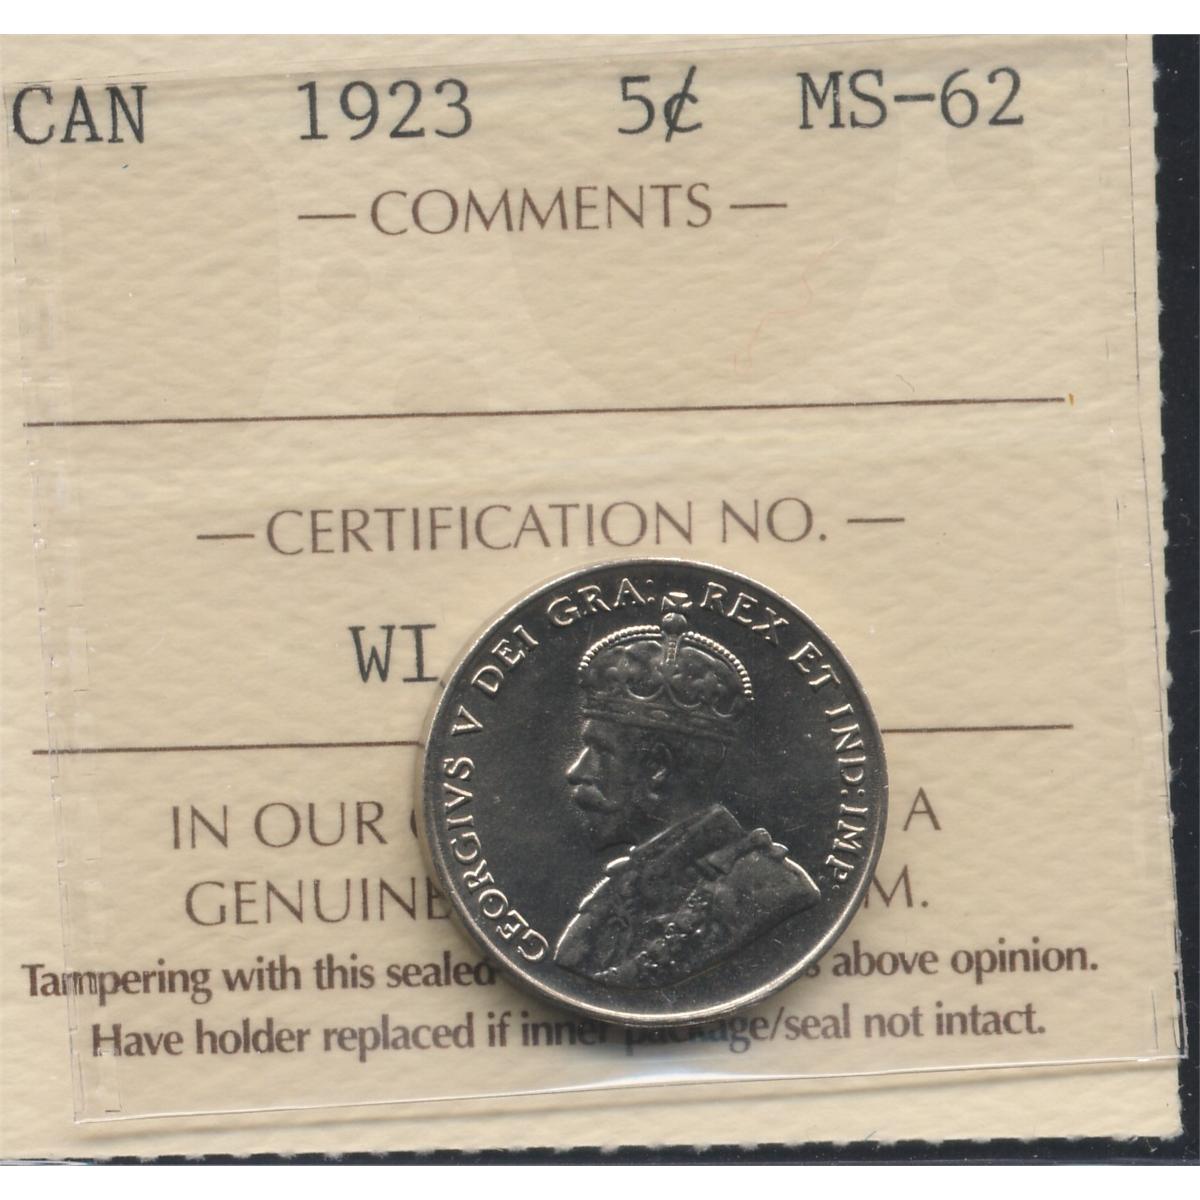 CAN 1923 5¢ MS-62
— COMMENTS —
— CERTIFICATION NO. —
WI
IN OUR A
GENUINE M.
Tampering with this sealed above opinion.
Have holder replaced if inner package/seal not intact.
GEORGIVS V DEI GRA: REX ET IND: IMP: